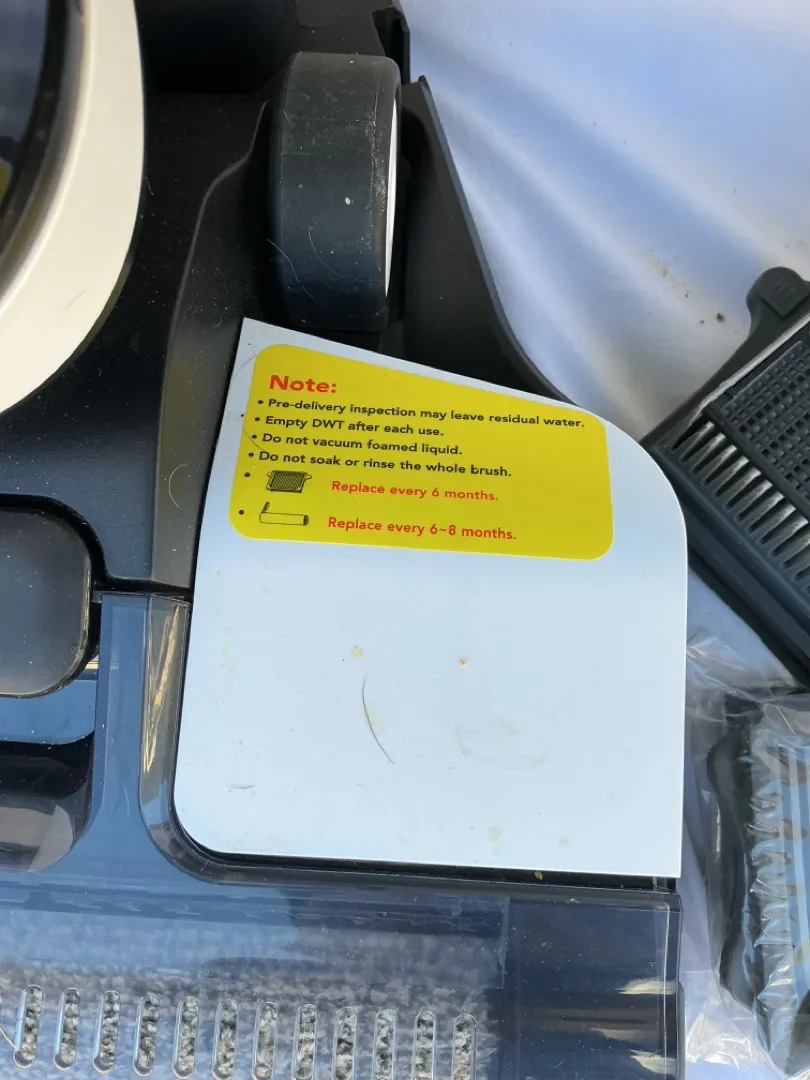 Note:
• Pre-delivery inspection may leave residual water.
• Empty DWT after each use.
• Do not vacuum foamed liquid.
• Do not soak or rinse the whole brush.
• Replace every 6 months.
• Replace every 6~8 months.